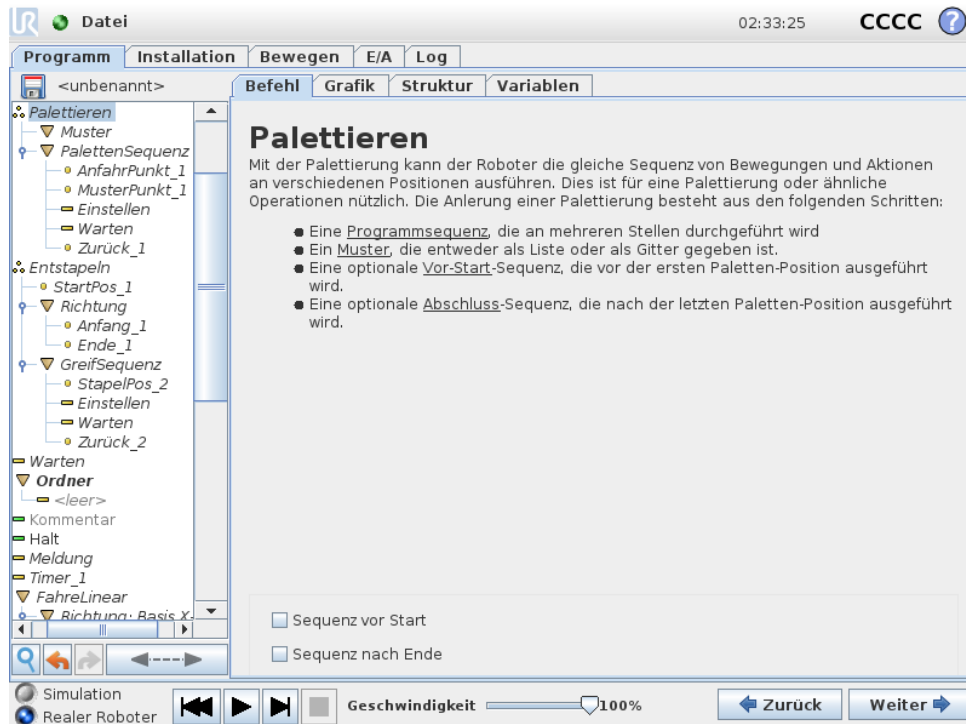 UR Datei 02:33:25 CCCC ?
Programm Installation Bewegen E/A Log
<unbenannt>
Befehl Grafik Struktur Variablen
Palettieren
Muster
PalettenSequenz
AnfahrPunkt_1
MusterPunkt_1
Einstellen
Warten
Zurück_1
Entstapeln
StartPos_1
Richtung
Anfang_1
Ende_1
GreifSequenz
StapelPos_2
Einstellen
Warten
Zurück_2
Warten
Ordner
<leer>
Kommentar
Halt
Meldung
Timer_1
FahreLinear
Richtung: Basis X-
Palettieren
Mit der Palettierung kann der Roboter die gleiche Sequenz von Bewegungen und Aktionen
an verschiedenen Positionen ausführen. Dies ist für eine Palettierung oder ähnliche
Operationen nützlich. Die Anlerung einer Palettierung besteht aus den folgenden Schritten:
● Eine Programmsequenz, die an mehreren Stellen durchgeführt wird
● Ein Muster, die entweder als Liste oder als Gitter gegeben ist.
● Eine optionale Vor-Start-Sequenz, die vor der ersten Paletten-Position ausgeführt
wird.
● Eine optionale Abschluss-Sequenz, die nach der letzten Paletten-Position ausgeführt
wird.
Sequenz vor Start
Sequenz nach Ende
Simulation
Realer Roboter
Geschwindigkeit 100%
Zurück Weiter